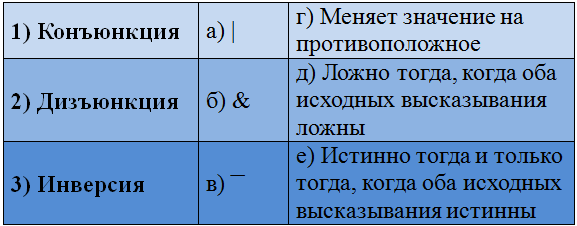 1) Конъюнкция
а) |
г) Меняет значение на
противоположное
2) Дизъюнкция
б) &
д) Ложно тогда, когда оба
исходных высказывания
ложны
3) Инверсия
в) ¯
е) Истинно тогда и только
тогда, когда оба исходных
высказывания истинны